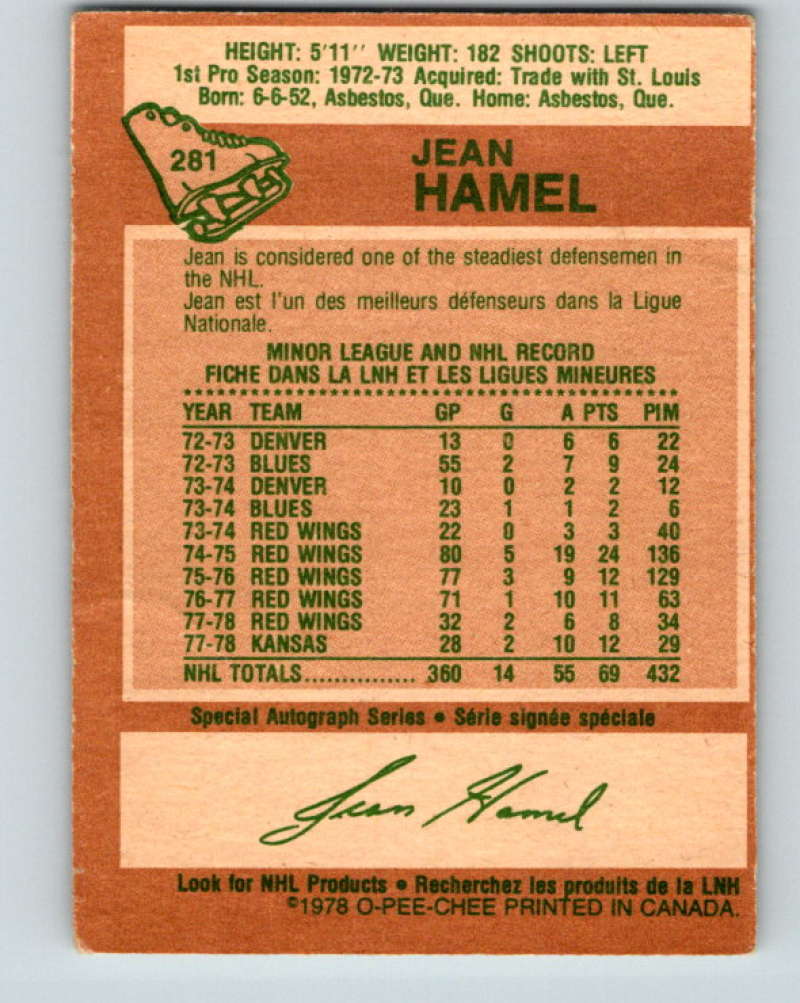 HEIGHT: 5'11'' WEIGHT: 182 SHOOTS: LEFT
1st Pro Season: 1972-73 Acquired: Trade with St. Louis
Born: 6-6-52, Asbestos, Que. Home: Asbestos, Que.
281
JEAN
HAMEL
Jean is considered one of the steadiest defensemen in
the NHL.
Jean est l'un des meilleurs défenseurs dans la Ligue
Nationale.
MINOR LEAGUE AND NHL RECORD
FICHE DANS LA LNH ET LES LIGUES MINEURES
YEAR TEAM GP G A PTS PIM
72-73 DENVER 13 0 6 6 22
72-73 BLUES 55 2 7 9 24
73-74 DENVER 10 0 2 2 12
73-74 BLUES 23 1 1 2 6
73-74 RED WINGS 22 0 3 3 40
74-75 RED WINGS 80 5 19 24 136
75-76 RED WINGS 77 3 9 12 129
76-77 RED WINGS 71 1 10 11 63
77-78 RED WINGS 32 2 6 8 34
77-78 KANSAS 28 2 10 12 29
NHL TOTALS............... 360 14 55 69 432
Special Autograph Series • Série signée spéciale
Jean Hamel
Look for NHL Products • Recherchez les produits de la LNH
©1978 O-PEE-CHEE PRINTED IN CANADA.